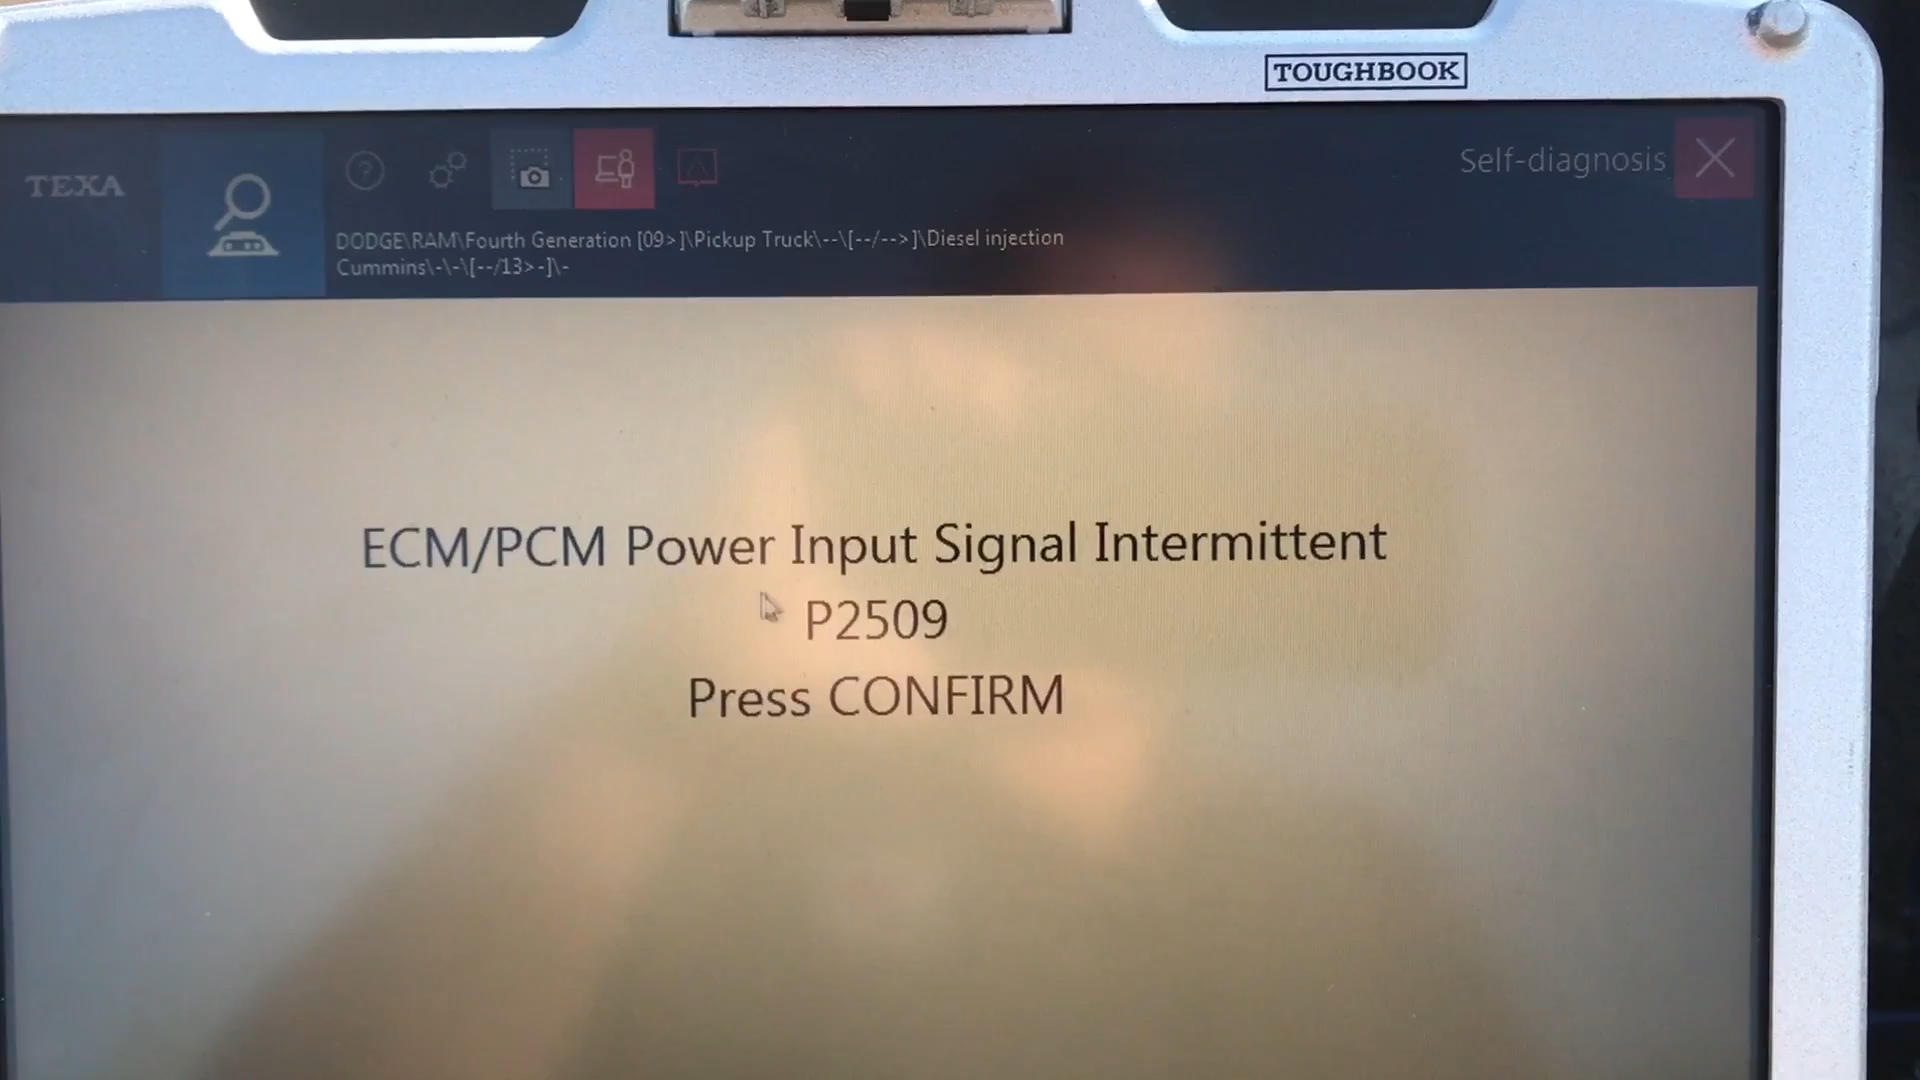 TOUGHBOOK
TEXA
Self-diagnosis
DODGE\RAM\Fourth Generation [09>]\Pickup Truck\--\[--/-->]\Diesel injection
Cummins\-\-\[--/13>-]\-
ECM/PCM Power Input Signal Intermittent
P2509
Press CONFIRM